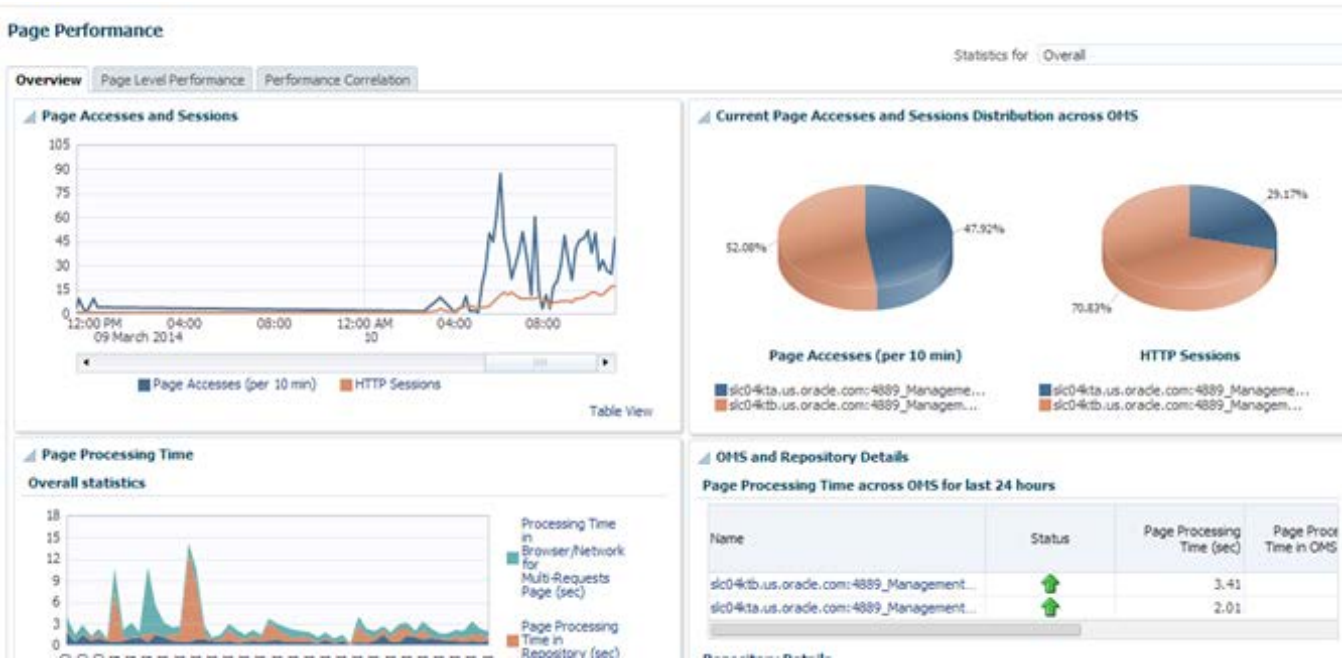 Page Performance
Statistics for Overall
Overview Page Level Performance Performance Correlation
Page Accesses and Sessions
105
90
75
60
45
30
15
0
12:00 PM 04:00 08:00 12:00 AM 04:00 08:00
09 March 2014 10
Page Accesses (per 10 min) HTTP Sessions
Table View
Current Page Accesses and Sessions Distribution across OMS
47.92%
52.08%
29.17%
70.83%
Page Accesses (per 10 min) HTTP Sessions
slc04kta.us.oracle.com:4889_Manageme... slc04kta.us.oracle.com:4889_Manageme...
slc04ktb.us.oracle.com:4889_Managem... slc04ktb.us.oracle.com:4889_Managem...
Page Processing Time
Overall statistics
18
15
12
9
6
3
0
Processing Time
in
Browser/Network
for
Multi-Requests
Page (sec)
Page Processing
Time in
Repository (sec)
OMS and Repository Details
Page Processing Time across OMS for last 24 hours
Name Status Page Processing Page Proce
Time (sec) Time in OMS
slc04ktb.us.oracle.com:4889_Management... 3.41
slc04kta.us.oracle.com:4889_Management... 2.01
Repository Details